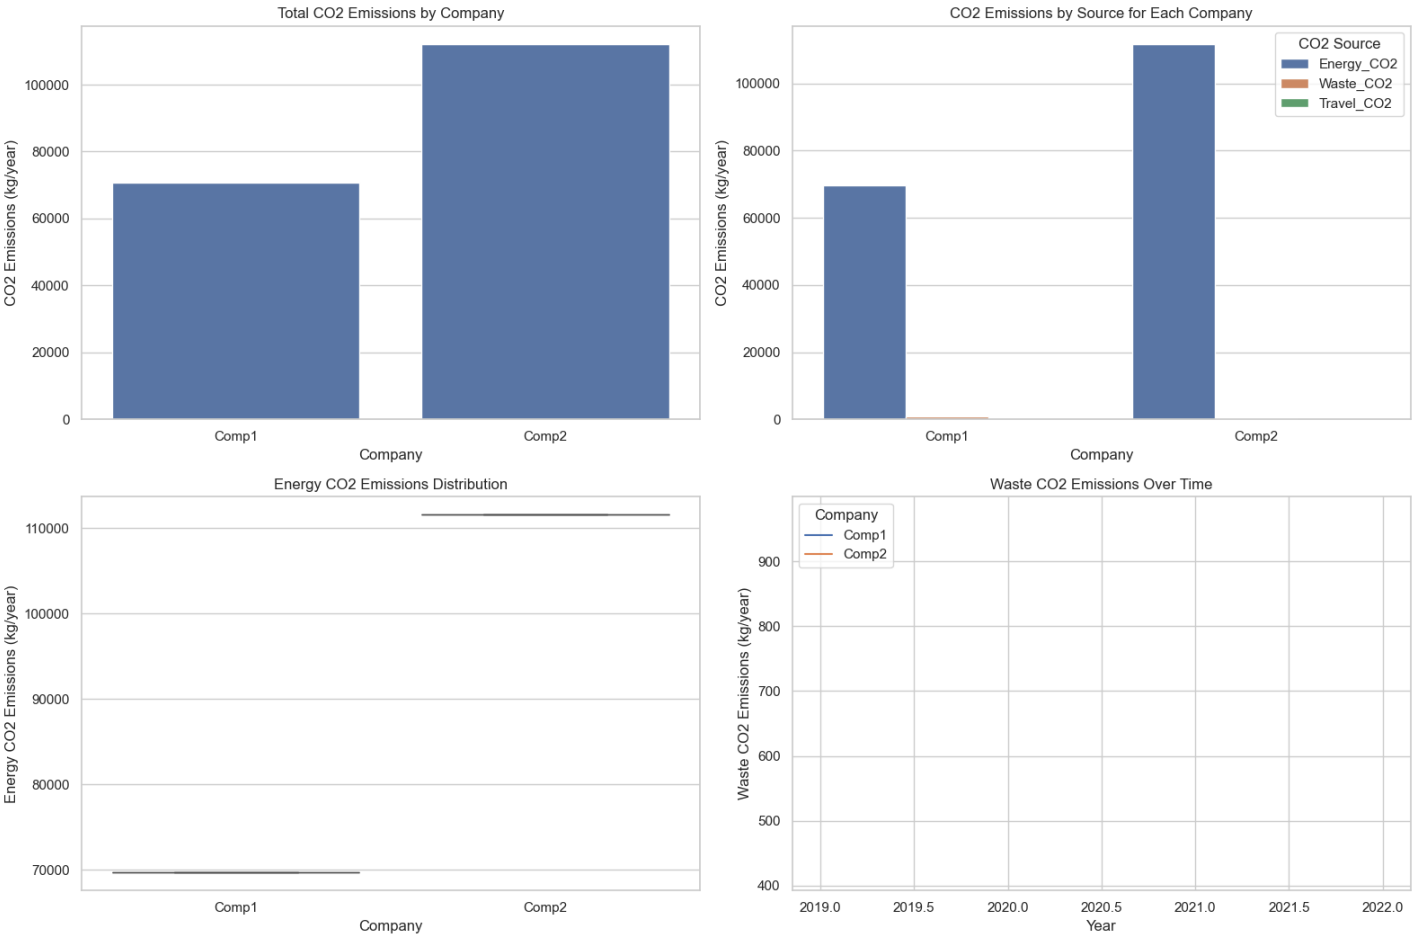 Total CO2 Emissions by Company
CO2 Emissions (kg/year)
100000
80000
60000
40000
20000
0
Comp1
Comp2
Company
CO2 Emissions by Source for Each Company
CO2 Source
Energy_CO2
Waste_CO2
Travel_CO2
CO2 Emissions (kg/year)
100000
80000
60000
40000
20000
0
Comp1
Comp2
Company
Energy CO2 Emissions Distribution
Energy CO2 Emissions (kg/year)
110000
100000
90000
80000
70000
Comp1
Comp2
Company
Waste CO2 Emissions Over Time
Company
Comp1
Comp2
Waste CO2 Emissions (kg/year)
900
800
700
600
500
400
2019.0
2019.5
2020.0
2020.5
2021.0
2021.5
2022.0
Year